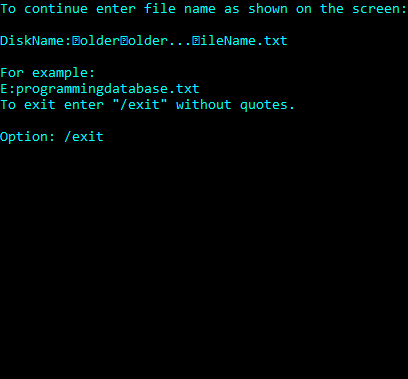 To continue enter file name as shown on the screen:
DiskName:⍰older⍰older...⍰ileName.txt
For example:
E:programmingdatabase.txt
To exit enter "/exit" without quotes.
Option: /exit